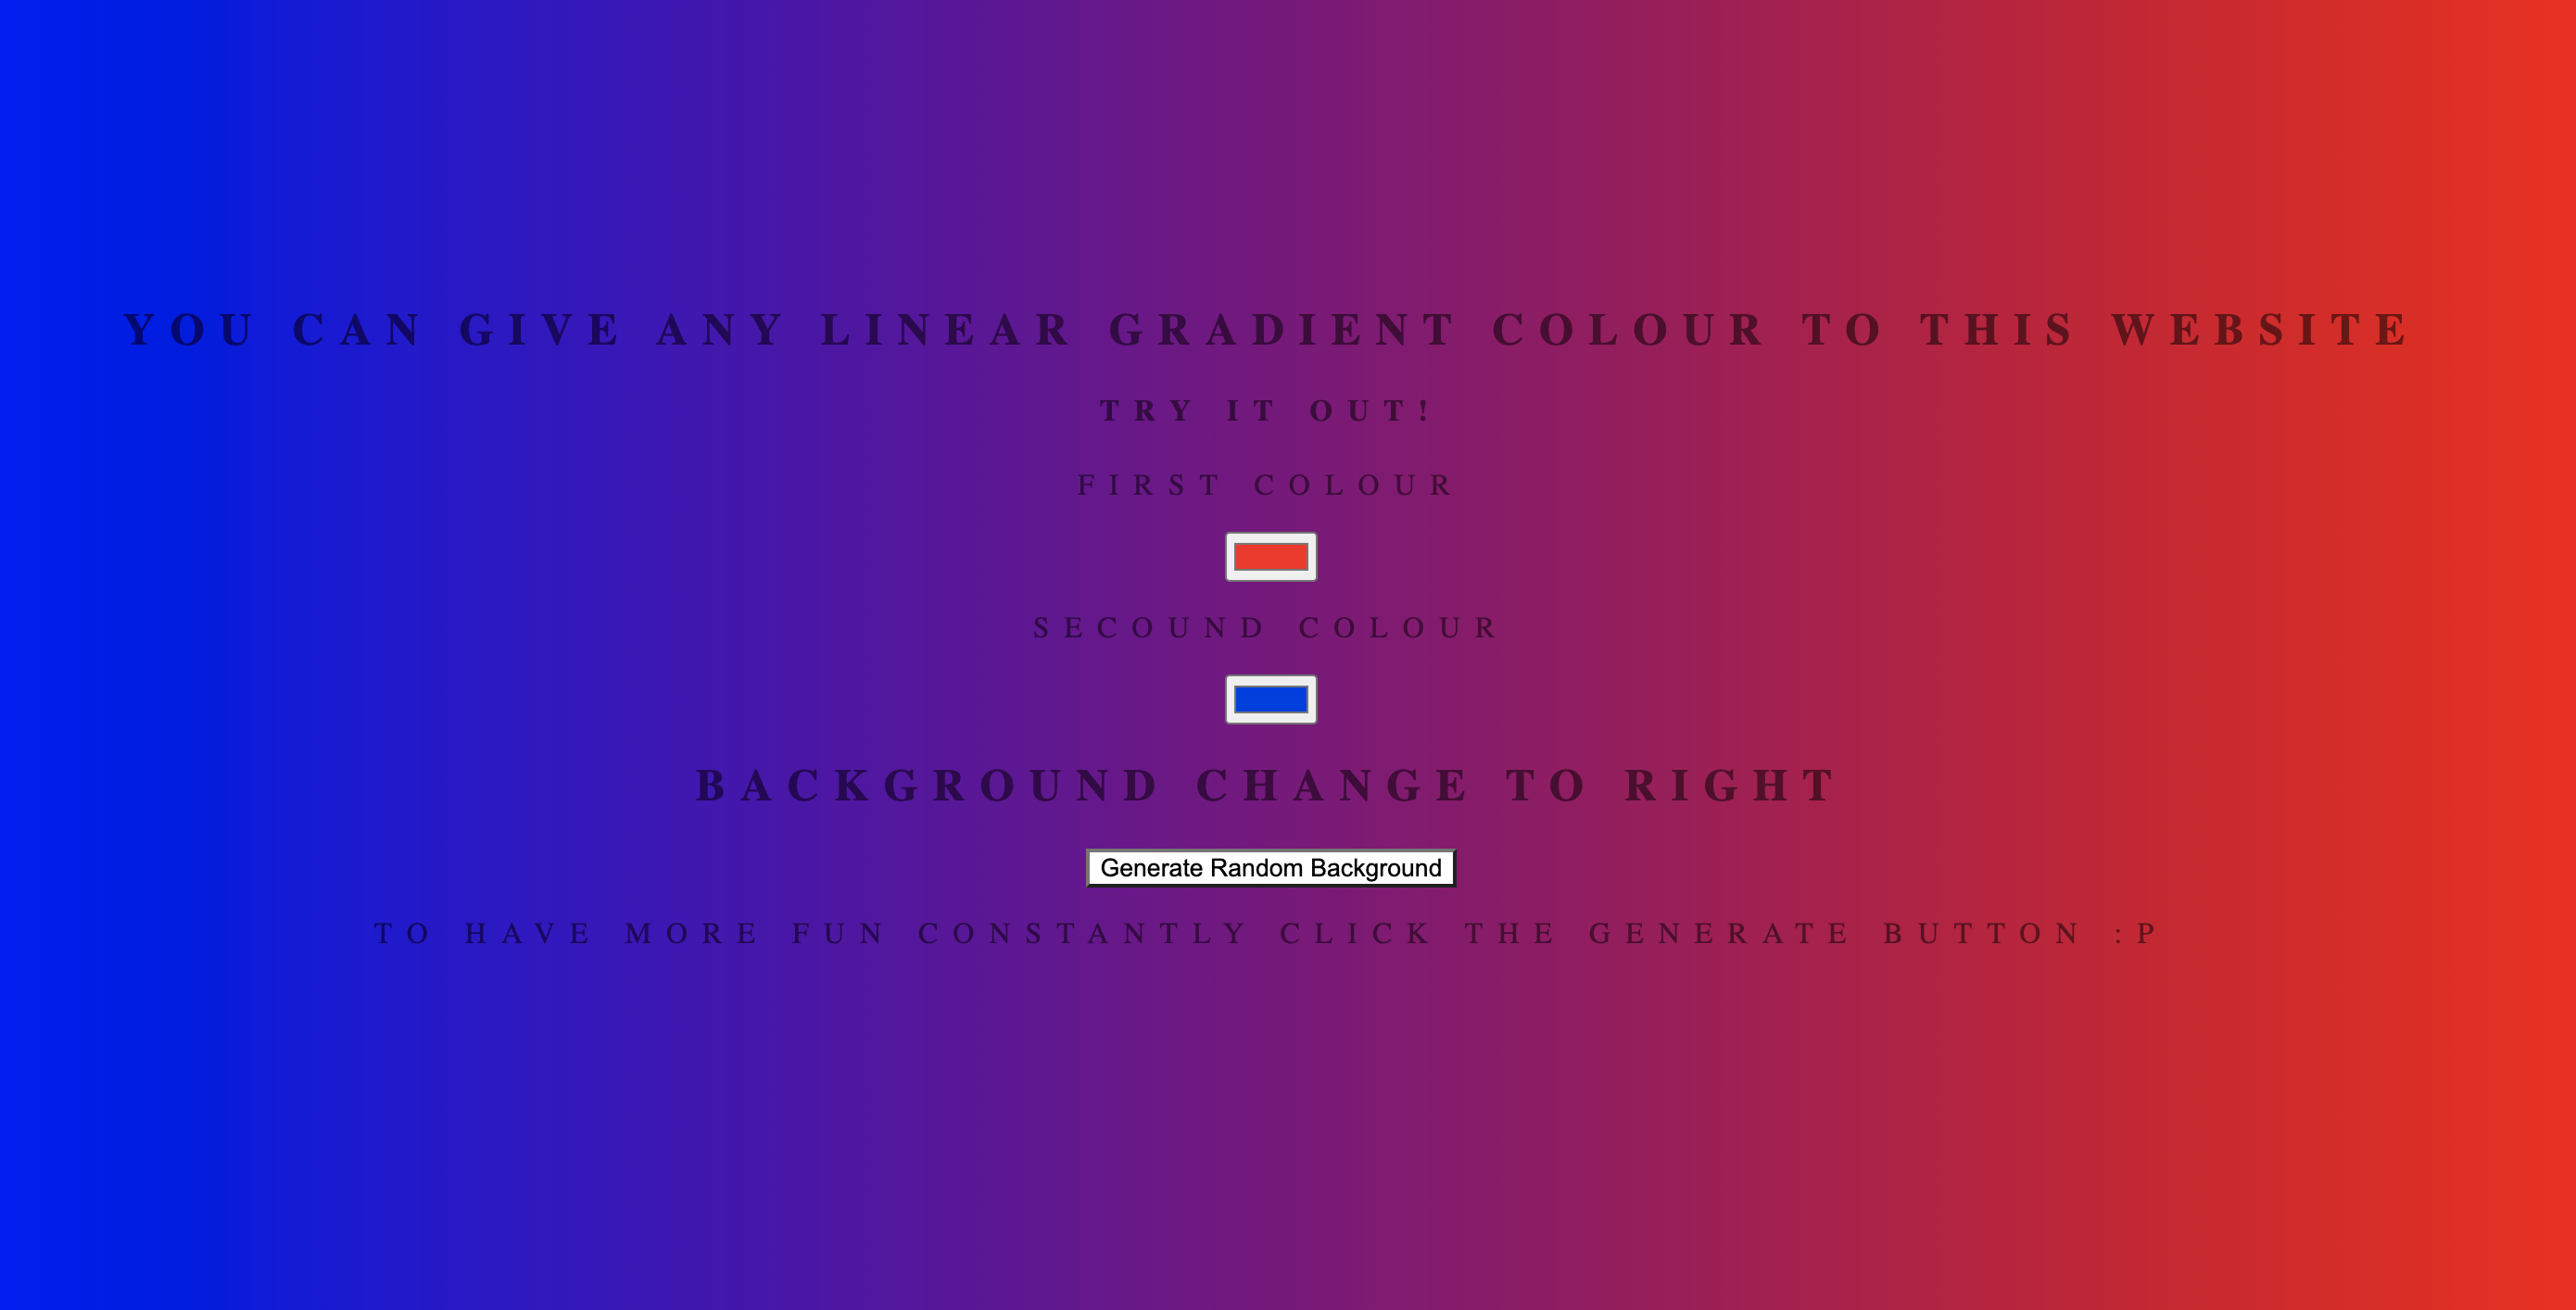 YOU CAN GIVE ANY LINEAR GRADIENT COLOUR TO THIS WEBSITE
TRY IT OUT!
FIRST COLOUR
SECOUND COLOUR
BACKGROUND CHANGE TO RIGHT
Generate Random Background
TO HAVE MORE FUN CONSTANTLY CLICK THE GENERATE BUTTON :P